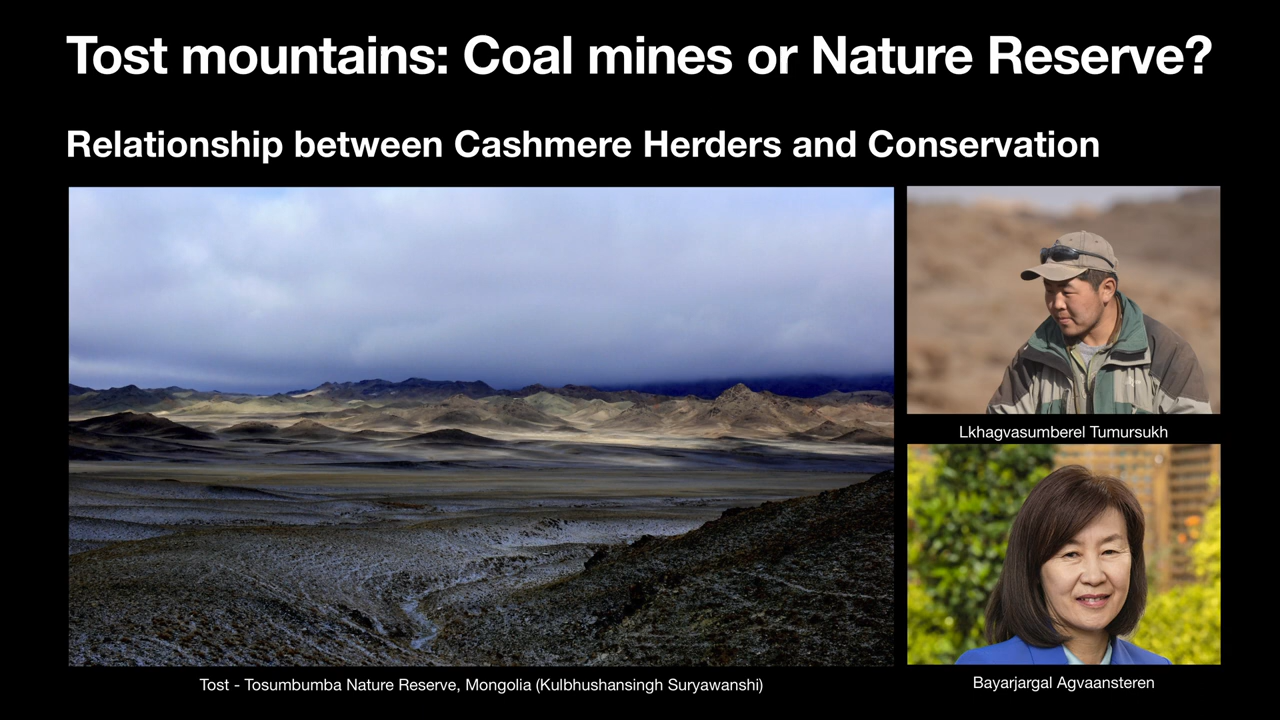 Tost mountains: Coal mines or Nature Reserve?
Relationship between Cashmere Herders and Conservation
Lkhagvasumberel Tumursukh
Tost - Tosumbumba Nature Reserve, Mongolia (Kulbhushansingh Suryawanshi)
Bayarjargal Agvaansteren